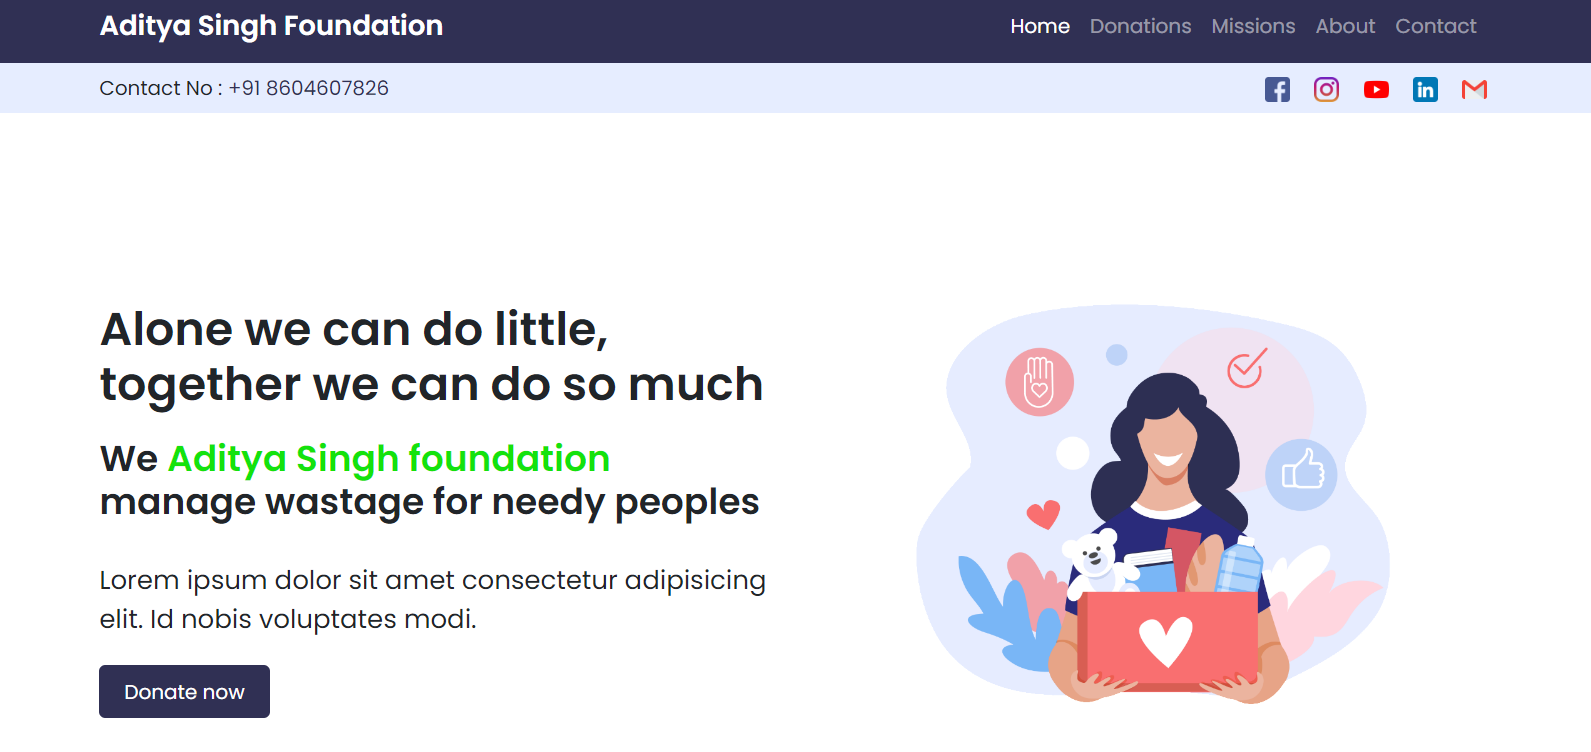 Aditya Singh Foundation
Home Donations Missions About Contact
Contact No : +91 8604607826
Alone we can do little,
together we can do so much
We Aditya Singh foundation
manage wastage for needy peoples
Lorem ipsum dolor sit amet consectetur adipisicing
elit. Id nobis voluptates modi.
Donate now